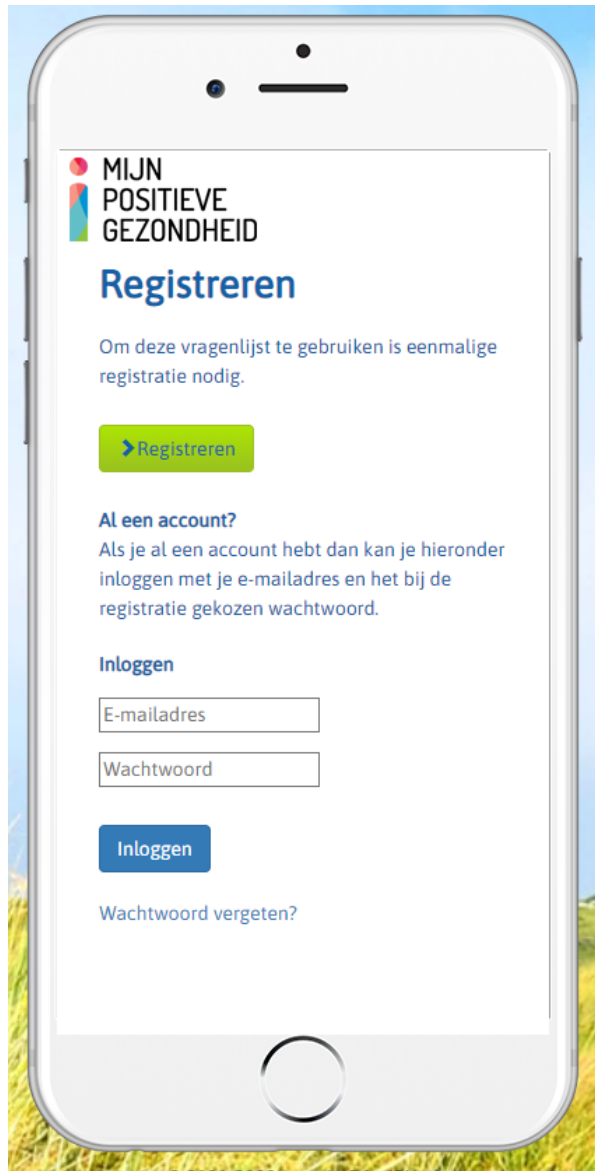 MIJN
POSITIEVE
GEZONDHEID
Registreren
Om deze vragenlijst te gebruiken is eenmalige
registratie nodig.
Registreren
Al een account?
Als je al een account hebt dan kan je hieronder
inloggen met je e-mailadres en het bij de
registratie gekozen wachtwoord.
Inloggen
E-mailadres
Wachtwoord
Inloggen
Wachtwoord vergeten?